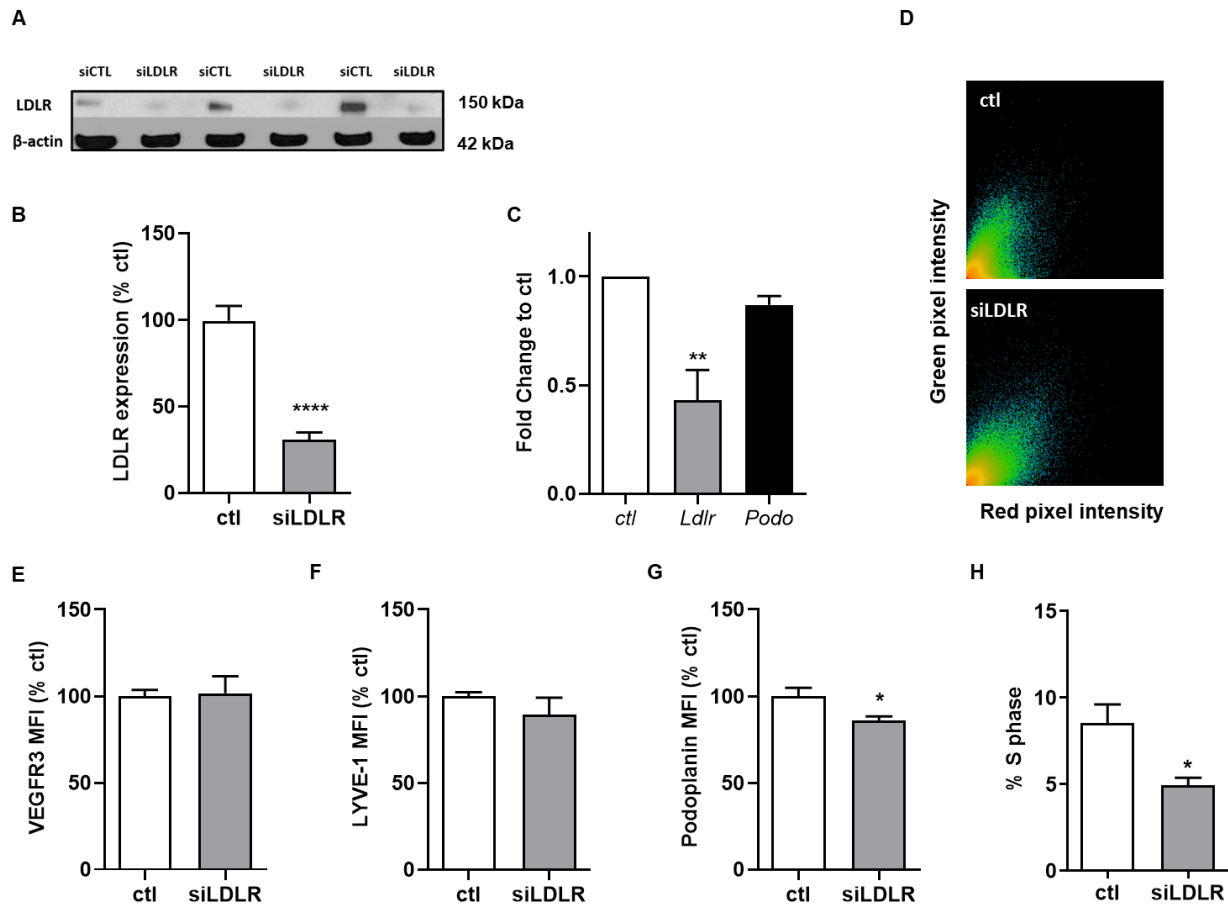 A
siCTL siLDLR siCTL siLDLR siCTL siLDLR
LDLR 150 kDa
β-actin 42 kDa
B
LDLR expression (% ctl)
150
100
50
0
****
ctl siLDLR
C
Fold Change to ctl
1.0
0.5
0.0
**
ctl Ldlr Podo
D
Green pixel intensity
ctl
siLDLR
Red pixel intensity
E
VEGFR3 MFI (% ctl)
150
100
50
0
ctl siLDLR
F
LYVE-1 MFI (% ctl)
150
100
50
0
ctl siLDLR
G
Podoplanin MFI (% ctl)
150
100
50
0
*
ctl siLDLR
H
% S phase
15
10
5
0
*
ctl siLDLR